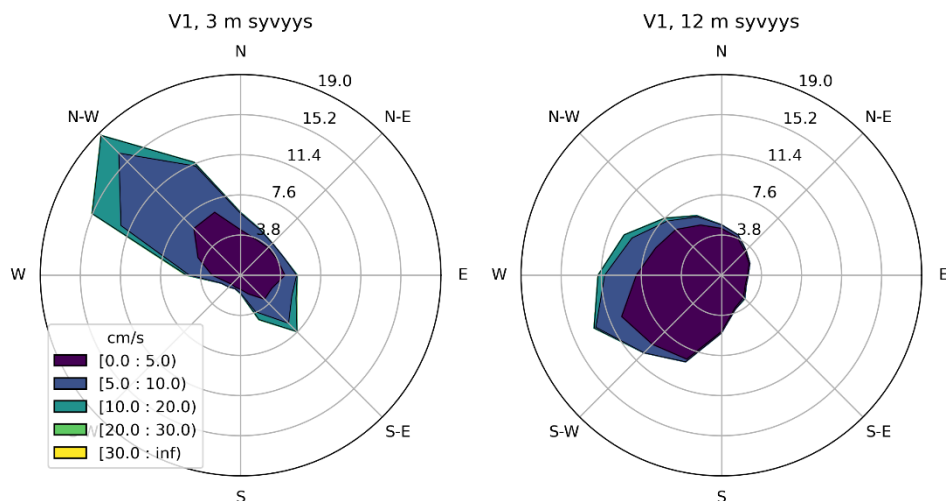 V1, 3 m syvyys
N
N-W
N-E
W
E
S-E
S
3.8
7.6
11.4
15.2
19.0
cm/s
[0.0 : 5.0)
[5.0 : 10.0)
[10.0 : 20.0)
[20.0 : 30.0)
[30.0 : inf)
V1, 12 m syvyys
N
N-W
N-E
W
E
S-W
S-E
S
3.8
7.6
11.4
15.2
19.0